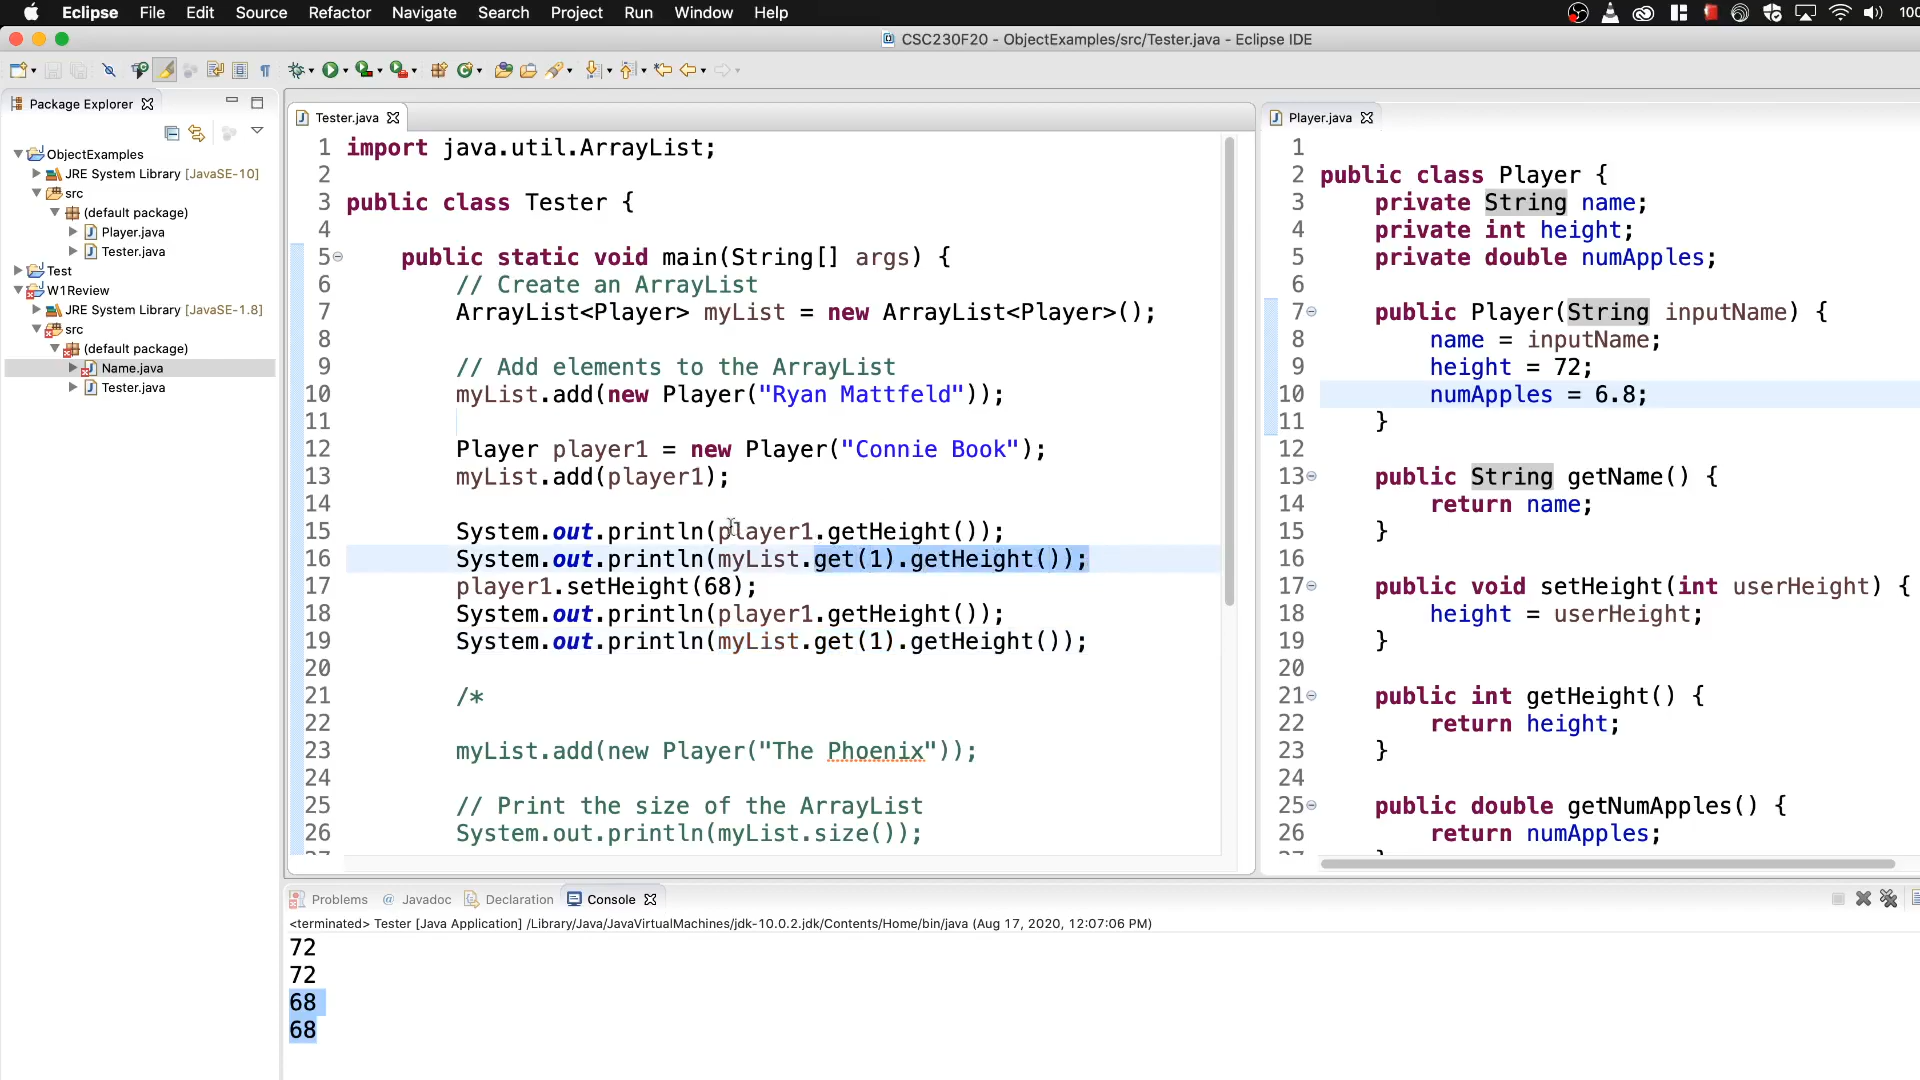 Eclipse File Edit Source Refactor Navigate Search Project Run Window Help 100
CSC230F20 - ObjectExamples/src/Tester.java - Eclipse IDE
Package Explorer
ObjectExamples
JRE System Library [JavaSE-10]
src
(default package)
Player.java
Tester.java
Test
W1Review
JRE System Library [JavaSE-1.8]
src
(default package)
Name.java
Tester.java
Tester.java
1 import java.util.ArrayList;
2
3 public class Tester {
4
5 public static void main(String[] args) {
6 // Create an ArrayList
7 ArrayList<Player> myList = new ArrayList<Player>();
8
9 // Add elements to the ArrayList
10 myList.add(new Player("Ryan Mattfeld"));
11
12 Player player1 = new Player("Connie Book");
13 myList.add(player1);
14
15 System.out.println(player1.getHeight());
16 System.out.println(myList.get(1).getHeight());
17 player1.setHeight(68);
18 System.out.println(player1.getHeight());
19 System.out.println(myList.get(1).getHeight());
20
21 /*
22
23 myList.add(new Player("The Phoenix"));
24
25 // Print the size of the ArrayList
26 System.out.println(myList.size());
Player.java
1
2 public class Player {
3 private String name;
4 private int height;
5 private double numApples;
6
7 public Player(String inputName) {
8 name = inputName;
9 height = 72;
10 numApples = 6.8;
11 }
12
13 public String getName() {
14 return name;
15 }
16
17 public void setHeight(int userHeight) {
18 height = userHeight;
19 }
20
21 public int getHeight() {
22 return height;
23 }
24
25 public double getNumApples() {
26 return numApples;
Problems @ Javadoc Declaration Console
<terminated> Tester [Java Application] /Library/Java/JavaVirtualMachines/jdk-10.0.2.jdk/Contents/Home/bin/java (Aug 17, 2020, 12:07:06 PM)
72
72
68
68